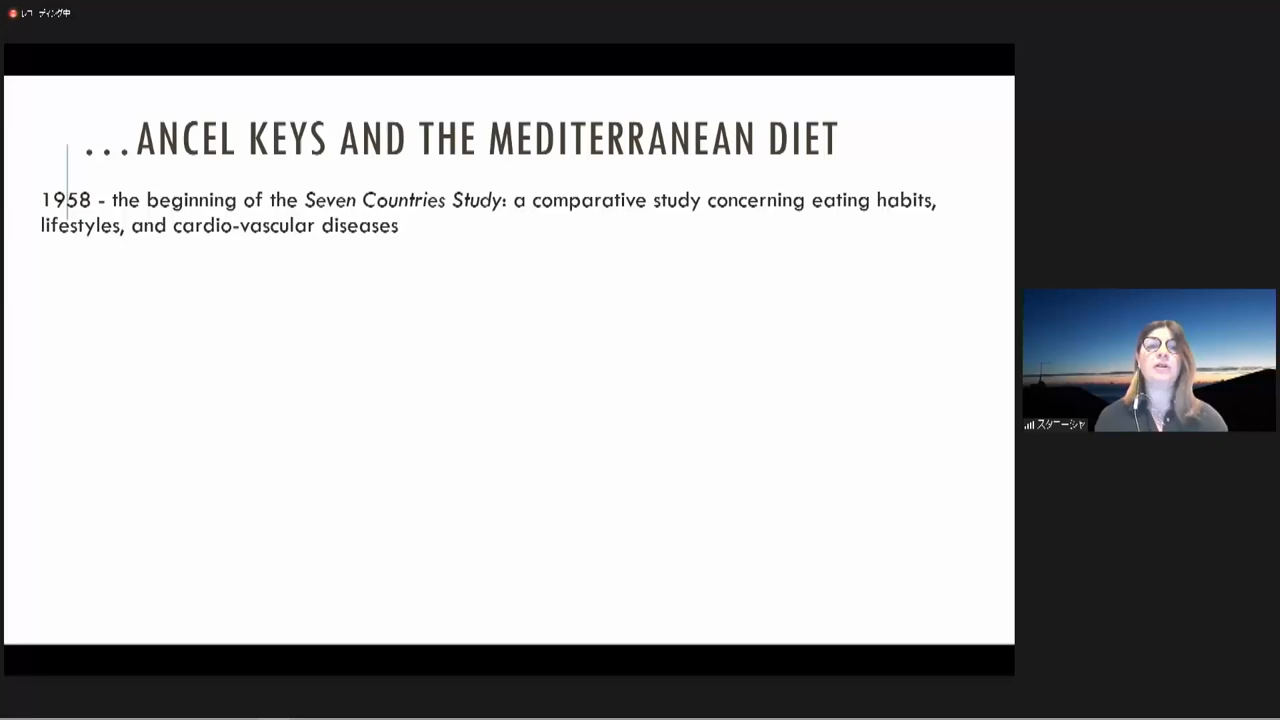 レコーディング中
...ANCEL KEYS AND THE MEDITERRANEAN DIET
1958 - the beginning of the Seven Countries Study: a comparative study concerning eating habits,
lifestyles, and cardio-vascular diseases
スタニーシャ